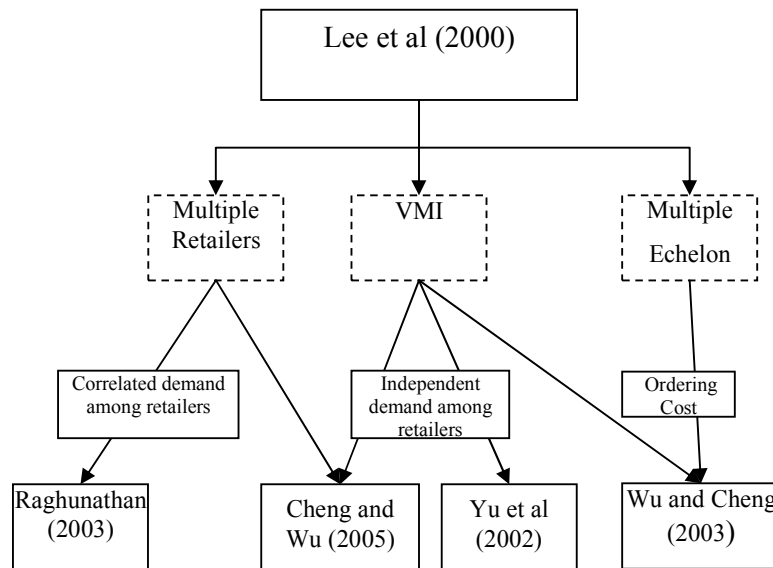 Lee et al (2000)
Multiple
Retailers
VMI
Multiple
Echelon
Correlated demand
among retailers
Independent
demand among
retailers
Ordering
Cost
Raghunathan
(2003)
Cheng and
Wu (2005)
Yu et al
(2002)
Wu and Cheng
(2003)